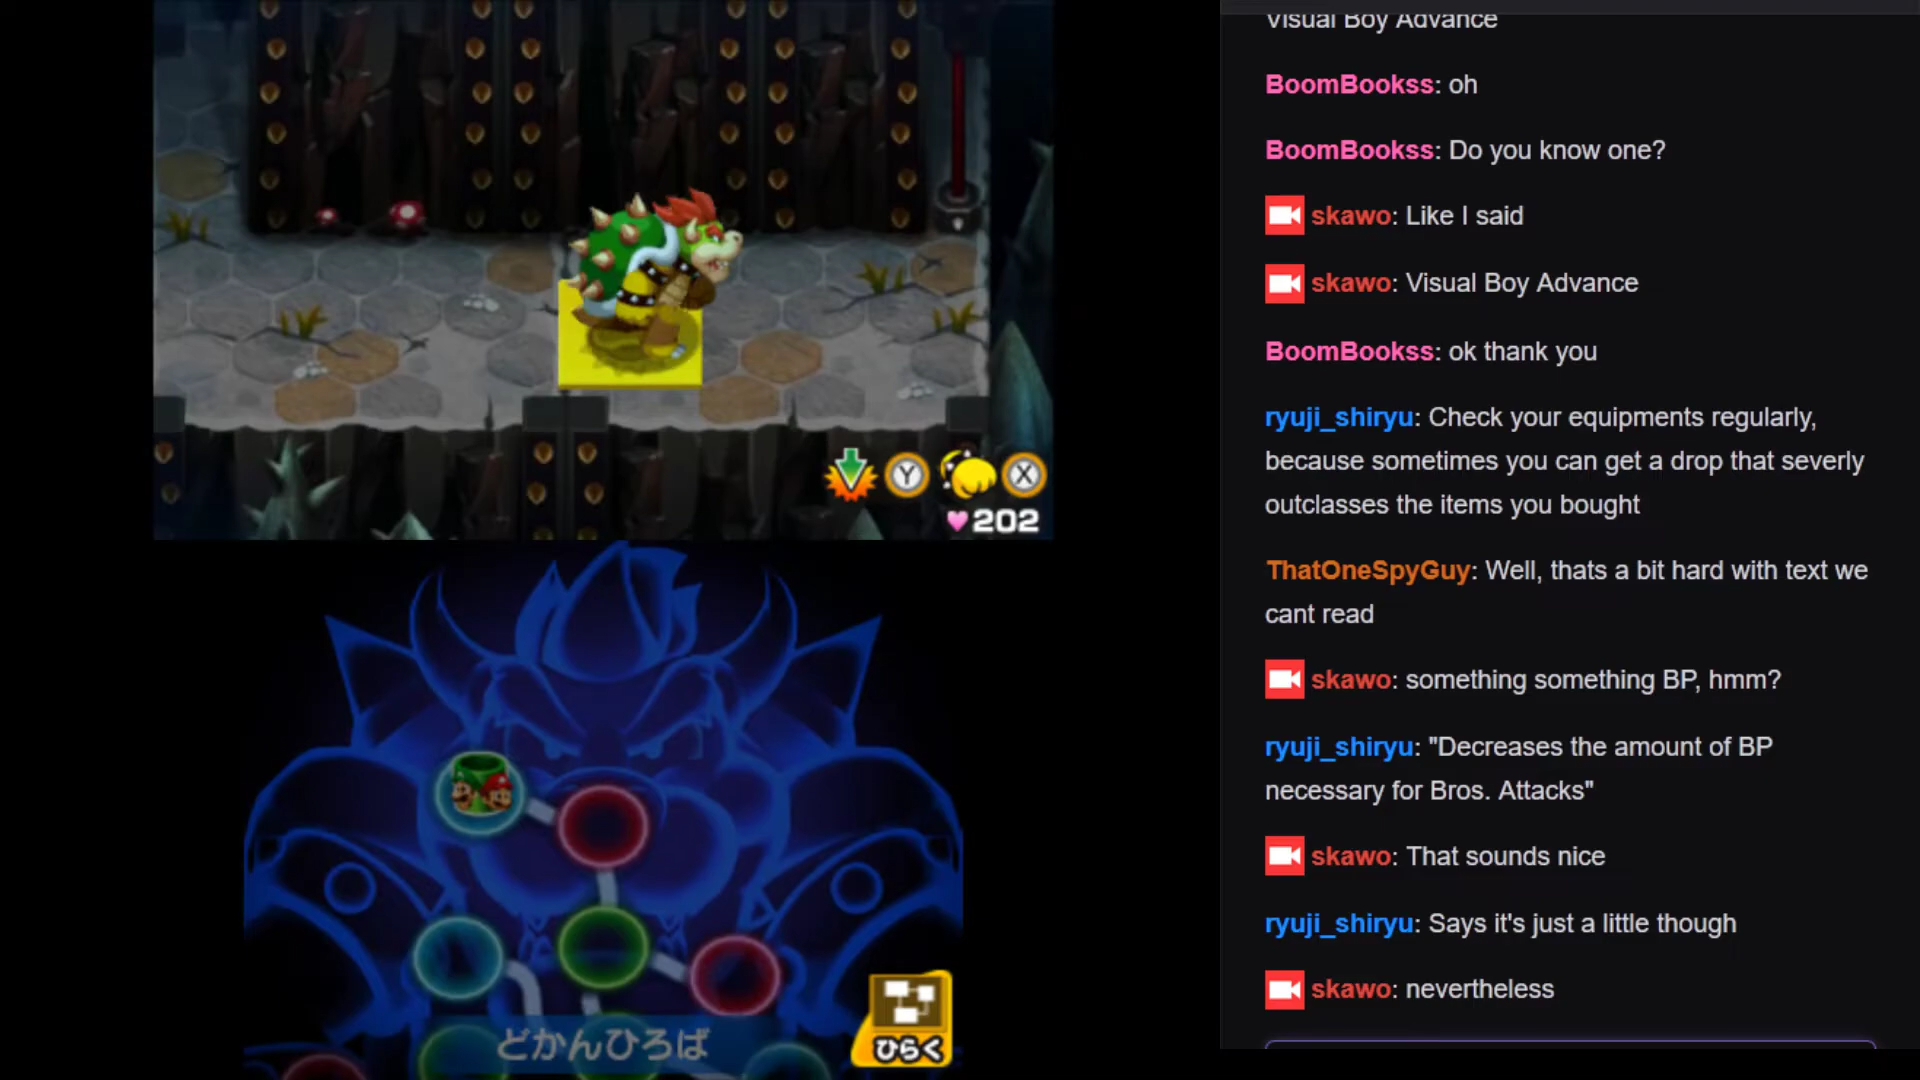 Y
X
202
どかんひろば
ひらく
Visual Boy Advance
BoomBookss: oh
BoomBookss: Do you know one?
skawo: Like I said
skawo: Visual Boy Advance
BoomBookss: ok thank you
ryuji_shiryu: Check your equipments regularly,
because sometimes you can get a drop that severly
outclasses the items you bought
ThatOneSpyGuy: Well, thats a bit hard with text we
cant read
skawo: something something BP, hmm?
ryuji_shiryu: "Decreases the amount of BP
necessary for Bros. Attacks"
skawo: That sounds nice
ryuji_shiryu: Says it's just a little though
skawo: nevertheless